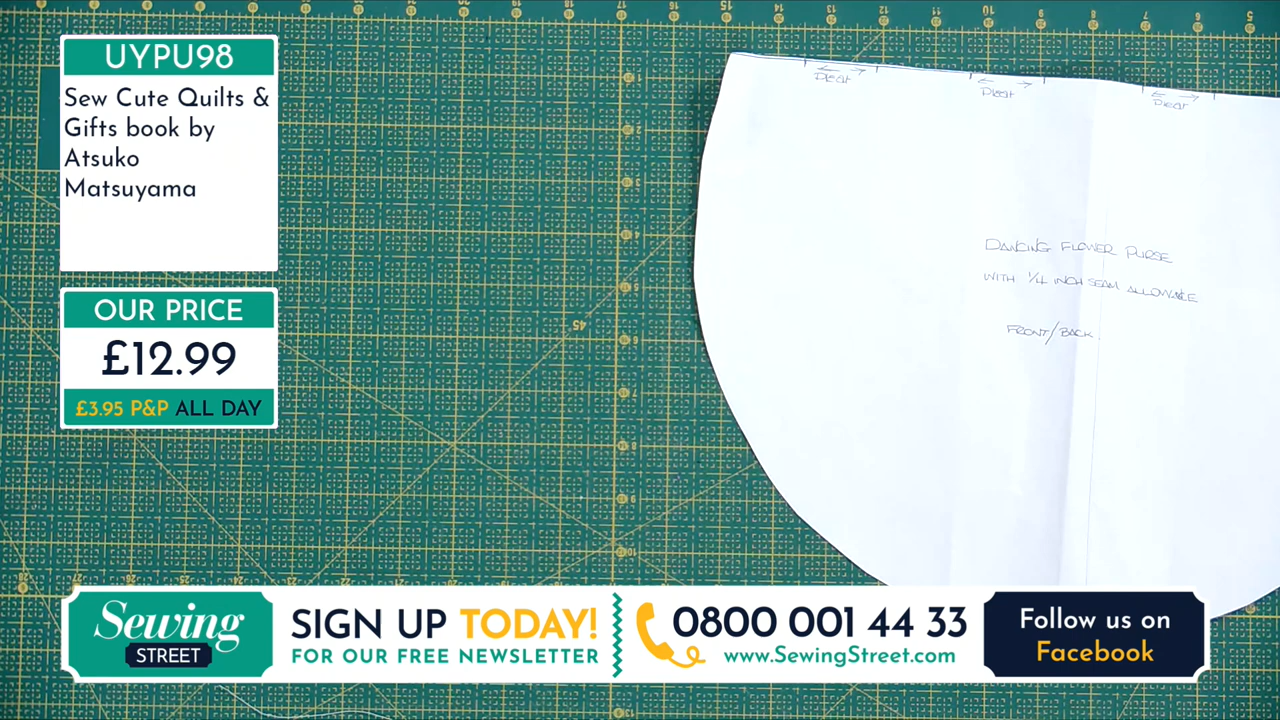 UYPU98
Sew Cute Quilts &
Gifts book by
Atsuko
Matsuyama
OUR PRICE
£12.99
£3.95 P&P ALL DAY
Pleat
Pleat
Pleat
DANCING FLOWER PURSE
WITH 1/4 INCH SEAM ALLOWANCE
FRONT/BACK.
Sewing
STREET
SIGN UP TODAY!
FOR OUR FREE NEWSLETTER
0800 001 44 33
www.SewingStreet.com
Follow us on
Facebook